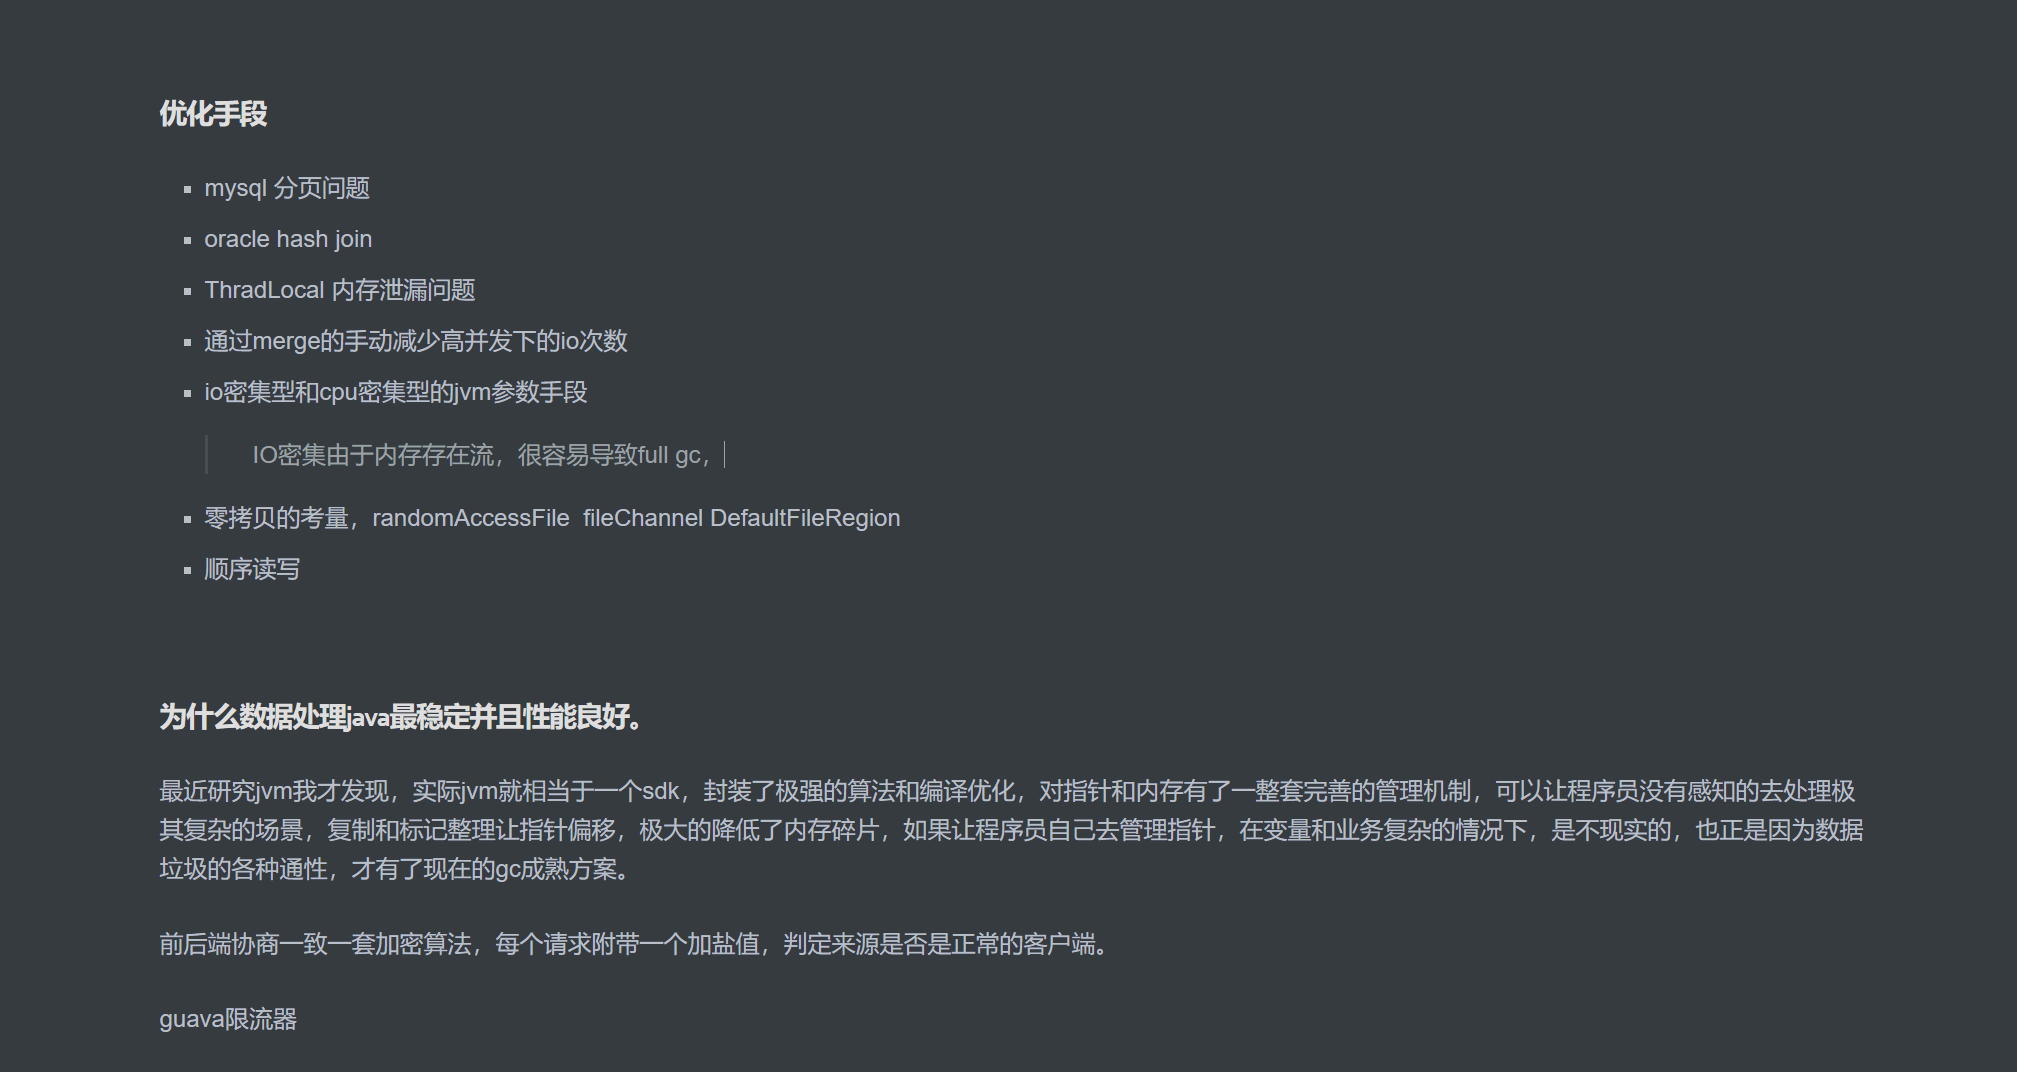 优化手段
mysql 分页问题
oracle hash join
ThradLocal 内存泄漏问题
通过merge的手动减少高并发下的io次数
io密集型和cpu密集型的jvm参数手段
IO密集由于内存存在流，很容易导致full gc，
零拷贝的考量，randomAccessFile  fileChannel DefaultFileRegion
顺序读写
为什么数据处理java最稳定并且性能良好。
最近研究jvm我才发现，实际jvm就相当于一个sdk，封装了极强的算法和编译优化，对指针和内存有了一整套完善的管理机制，可以让程序员没有感知的去处理极
其复杂的场景，复制和标记整理让指针偏移，极大的降低了内存碎片，如果让程序员自己去管理指针，在变量和业务复杂的情况下，是不现实的，也正是因为数据
垃圾的各种通性，才有了现在的gc成熟方案。
前后端协商一致一套加密算法，每个请求附带一个加盐值，判定来源是否是正常的客户端。
guava限流器